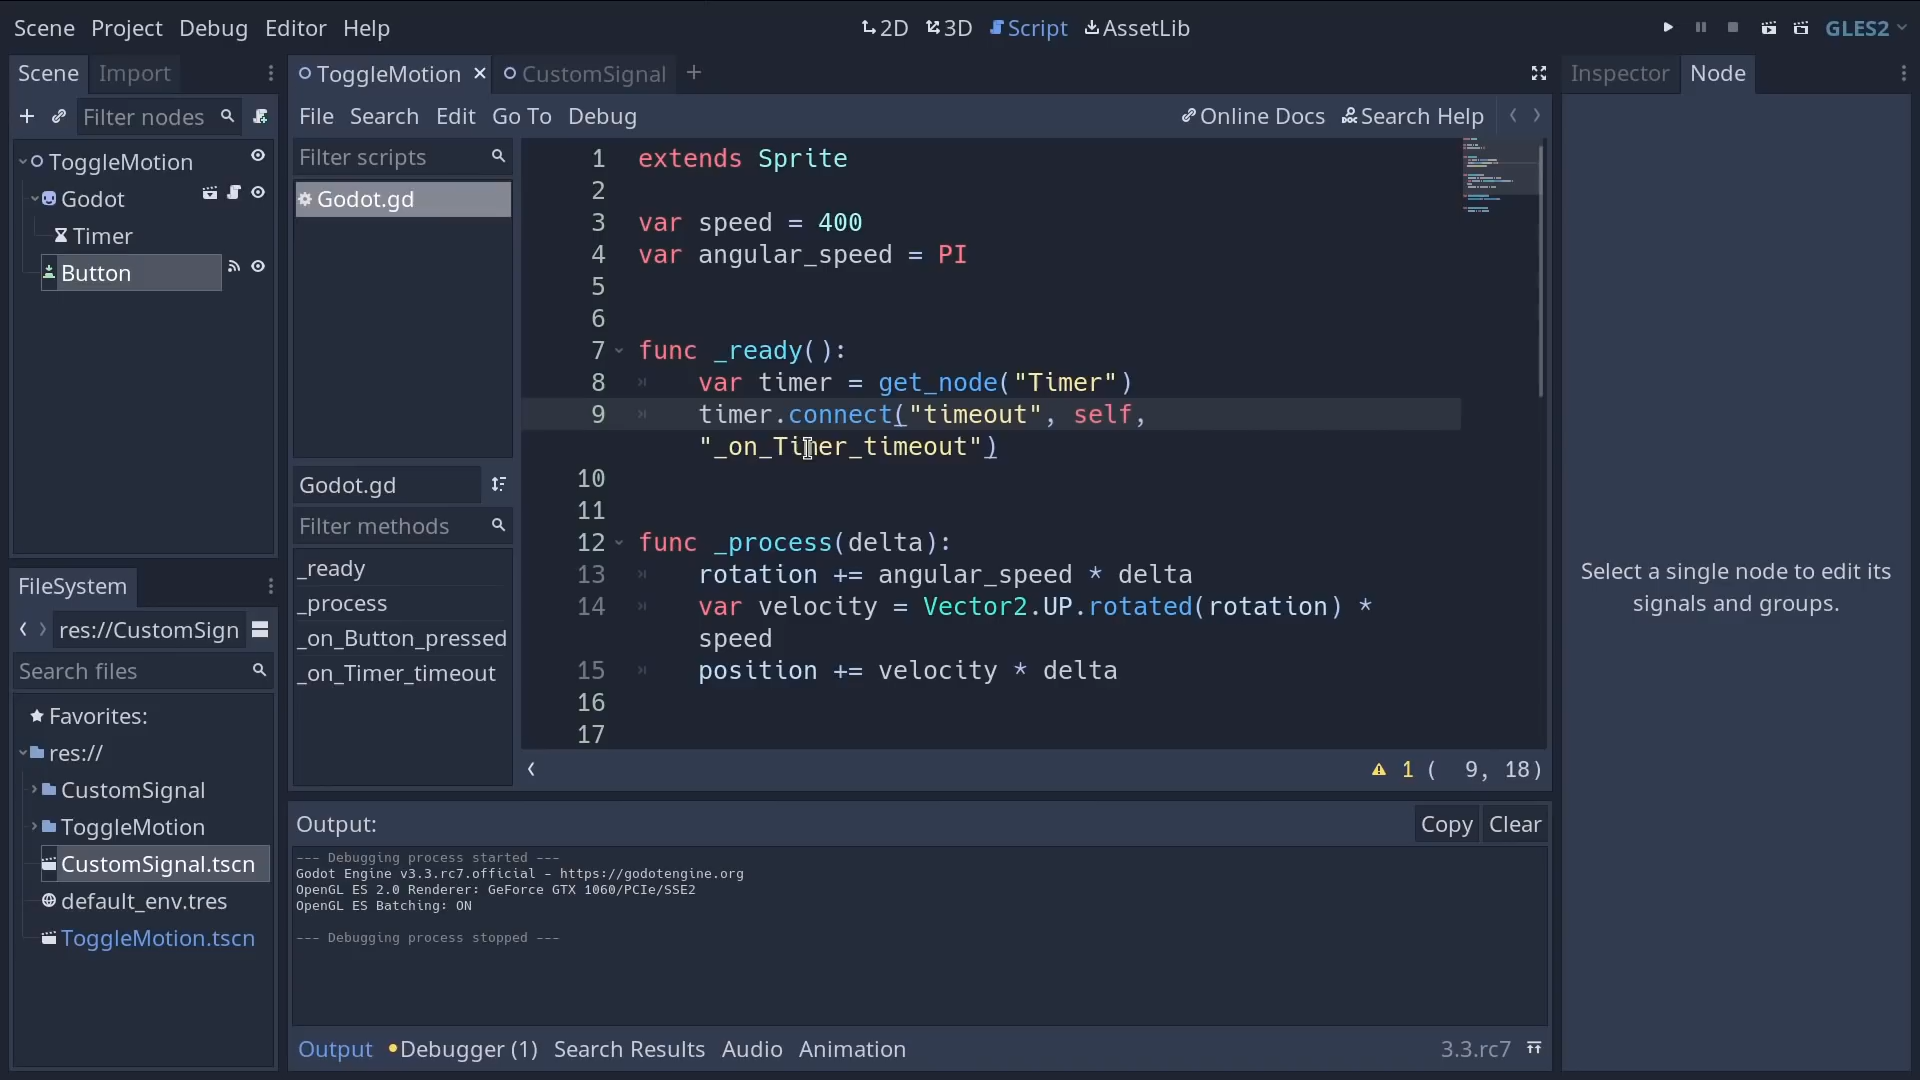 Scene Project Debug Editor Help 2D 3D Script AssetLib GLES2
Scene Import
Filter nodes
ToggleMotion
Godot
Timer
Button
FileSystem
res://CustomSign
Search files
Favorites:
res://
CustomSignal
ToggleMotion
CustomSignal.tscn
default_env.tres
ToggleMotion.tscn
ToggleMotion CustomSignal
File Search Edit Go To Debug Online Docs Search Help
Filter scripts
Godot.gd
Godot.gd
Filter methods
_ready
_process
_on_Button_pressed
_on_Timer_timeout
1 extends Sprite
2
3 var speed = 400
4 var angular_speed = PI
5
6
7 func _ready():
8 var timer = get_node("Timer")
9 timer.connect("timeout", self,
"_on_Timer_timeout")
10
11
12 func _process(delta):
13 rotation += angular_speed * delta
14 var velocity = Vector2.UP.rotated(rotation) *
speed
15 position += velocity * delta
16
17
1 ( 9, 18)
Output: Copy Clear
--- Debugging process started ---
Godot Engine v3.3.rc7.official - https://godotengine.org
OpenGL ES 2.0 Renderer: GeForce GTX 1060/PCIe/SSE2
OpenGL ES Batching: ON
--- Debugging process stopped ---
Output Debugger (1) Search Results Audio Animation 3.3.rc7
Inspector Node
Select a single node to edit its
signals and groups.